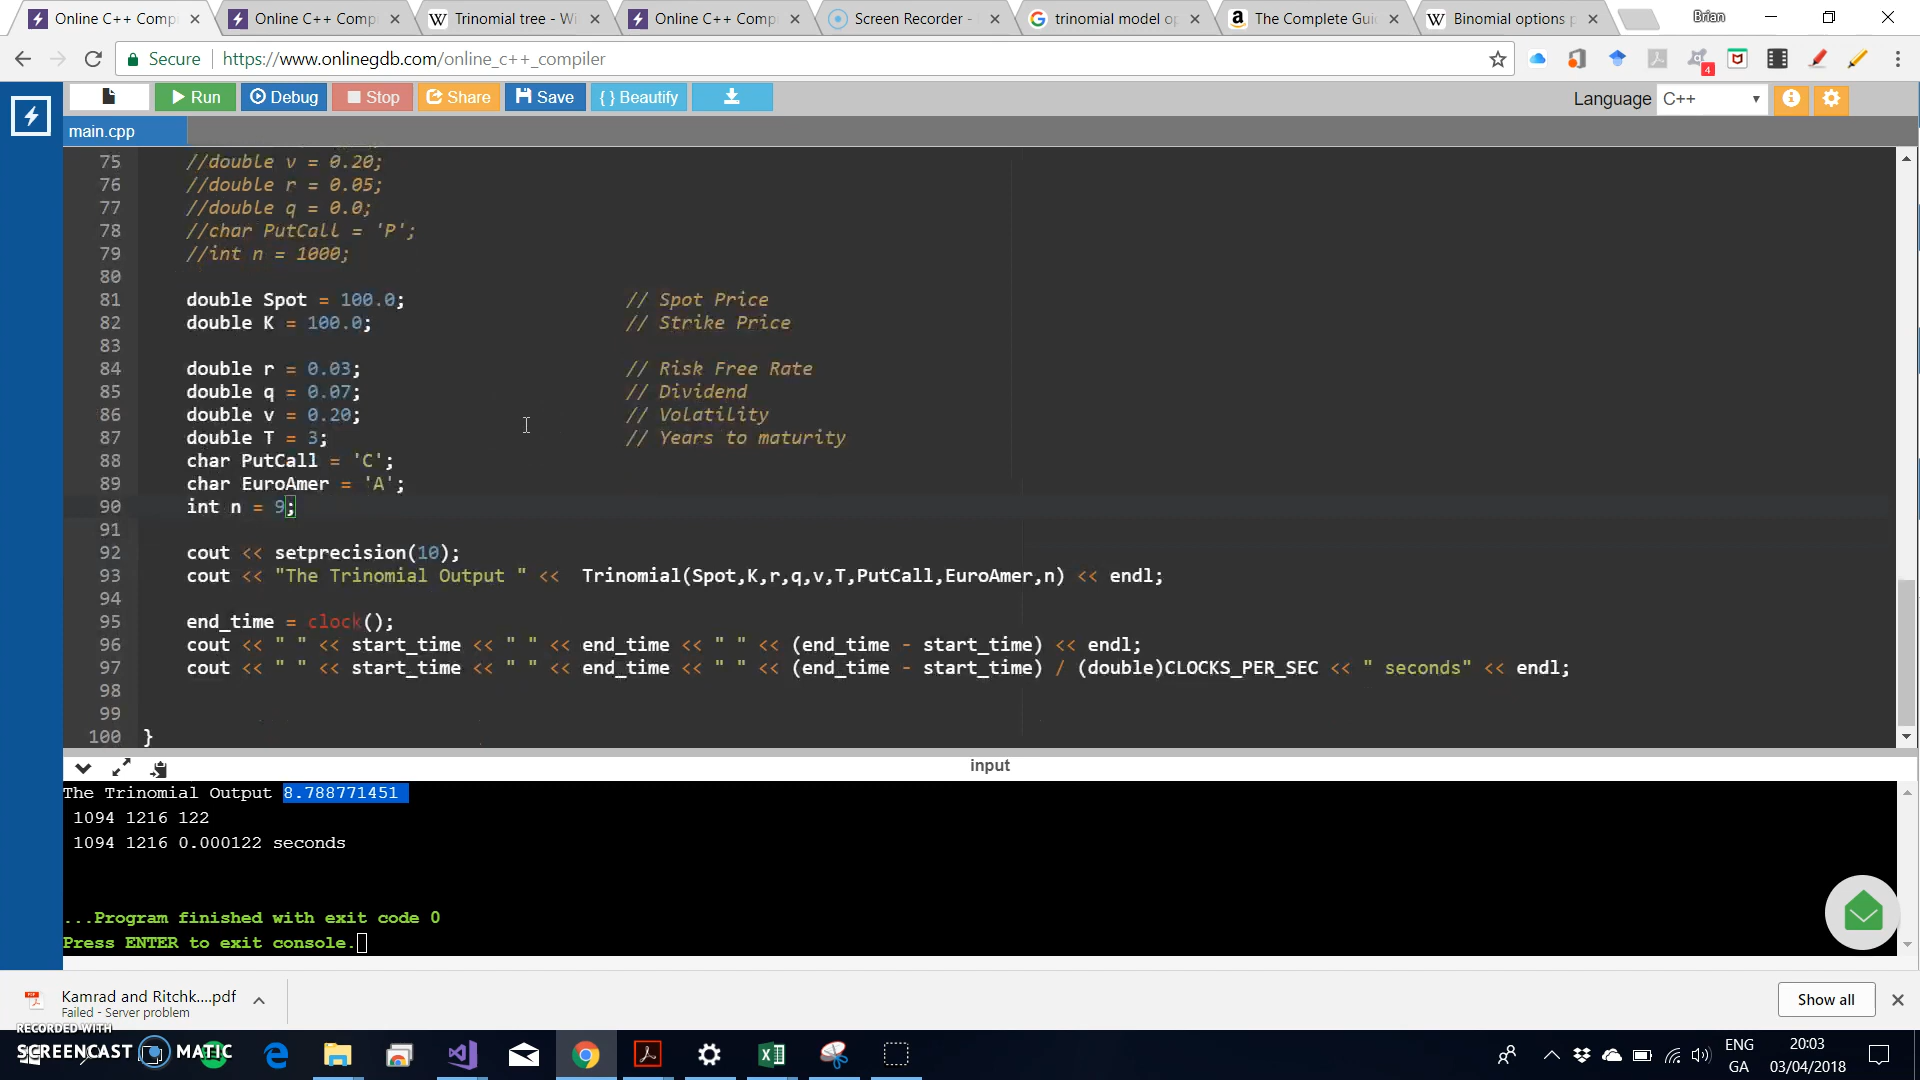 Online C++ Comp
Online C++ Comp
Trinomial tree - Wi
Online C++ Comp
Screen Recorder -
trinomial model op
The Complete Gui
Binomial options p
Brian
Secure
https://www.onlinegdb.com/online_c++_compiler
4
Run
Debug
Stop
Share
Save
{ } Beautify
Language C++
main.cpp
75 //double v = 0.20;
76 //double r = 0.05;
77 //double q = 0.0;
78 //char PutCall = 'P';
79 //int n = 1000;
80
81 double Spot = 100.0; // Spot Price
82 double K = 100.0; // Strike Price
83
84 double r = 0.03; // Risk Free Rate
85 double q = 0.07; // Dividend
86 double v = 0.20; // Volatility
87 double T = 3; // Years to maturity
88 char PutCall = 'C';
89 char EuroAmer = 'A';
90 int n = 9;
91
92 cout << setprecision(10);
93 cout << "The Trinomial Output " << Trinomial(Spot,K,r,q,v,T,PutCall,EuroAmer,n) << endl;
94
95 end_time = clock();
96 cout << " " << start_time << " " << end_time << " " << (end_time - start_time) << endl;
97 cout << " " << start_time << " " << end_time << " " << (end_time - start_time) / (double)CLOCKS_PER_SEC << " seconds" << endl;
98
99
100 }
input
The Trinomial Output 8.788771451
1094 1216 122
1094 1216 0.000122 seconds
...Program finished with exit code 0
Press ENTER to exit console.
Kamrad and Ritchk....pdf
Failed - Server problem
Show all
RECORDED WITH
SCREENCAST MATIC
ENG
GA
20:03
03/04/2018